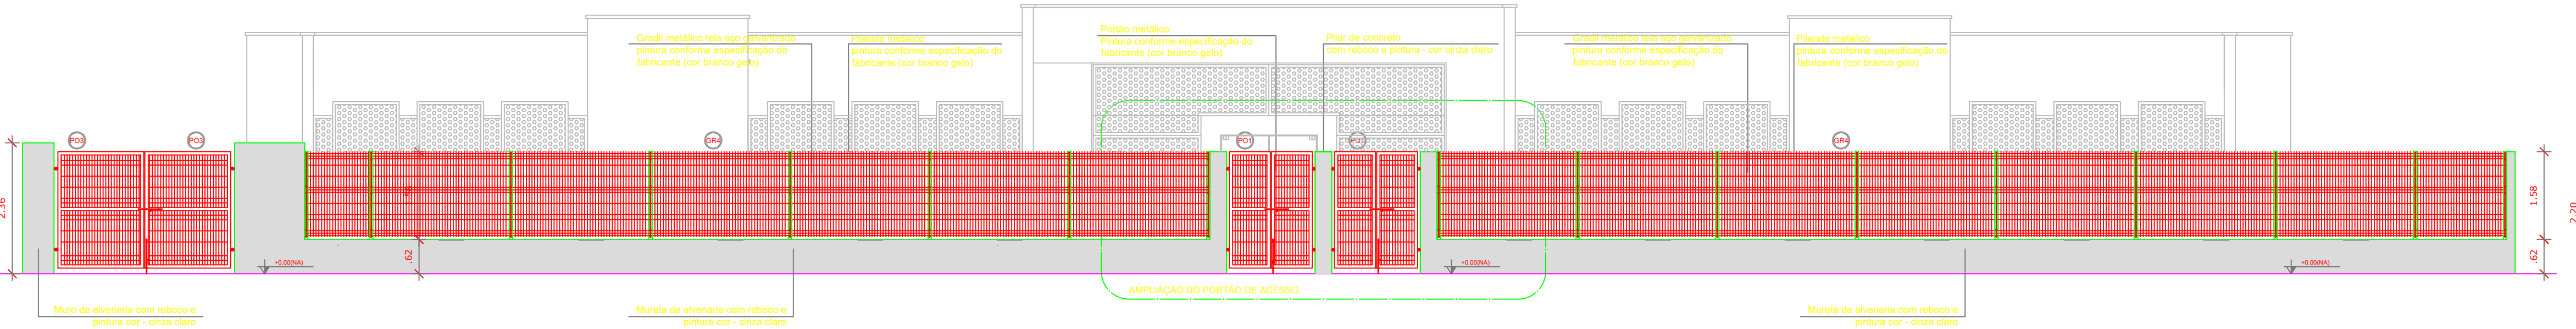 Gradil metálico tela aço galvanizado
pintura conforme especificação do
fabricante (cor branco gelo)
Pilarete metálico
pintura conforme especificação do
fabricante (cor branco gelo)
Portão metálico
Pintura conforme especificação do
fabricante (cor branco gelo)
Pilar de concreto
com reboco e pintura - cor cinza claro
Gradil metálico tela aço galvanizado
pintura conforme especificação do
fabricante (cor branco gelo)
Pilarete metálico
pintura conforme especificação do
fabricante (cor branco gelo)
PO3
PO3
GR4
PO1
PO1
GR4
2.36
.62
1.58
.62
2.20
+0.00(NA)
+0.00(NA)
+0.00(NA)
AMPLIAÇÃO DO PORTÃO DE ACESSO
Muro de alvenaria com reboco e
pintura cor - cinza claro
Mureta de alvenaria com reboco e
pintura cor - cinza claro
Mureta de alvenaria com reboco e
pintura cor - cinza claro